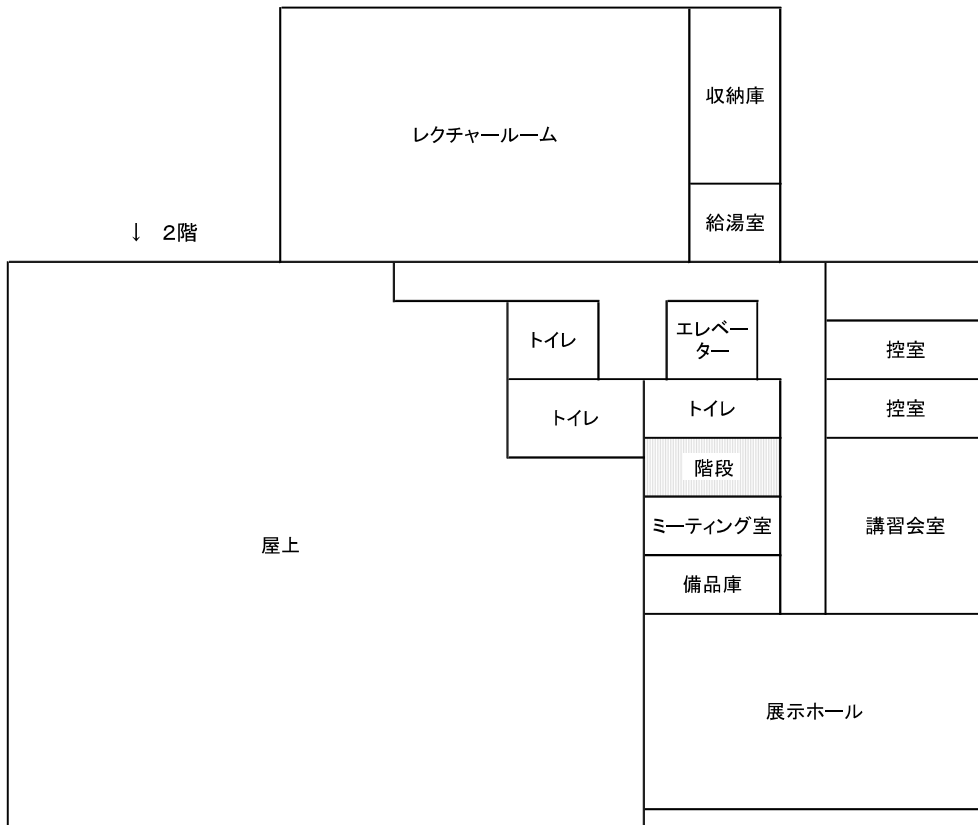 収納庫
レクチャールーム
給湯室
↓ 2階
トイレ
エレベー
ター
控室
トイレ
トイレ
控室
階段
屋上
ミーティング室
講習会室
備品庫
展示ホール